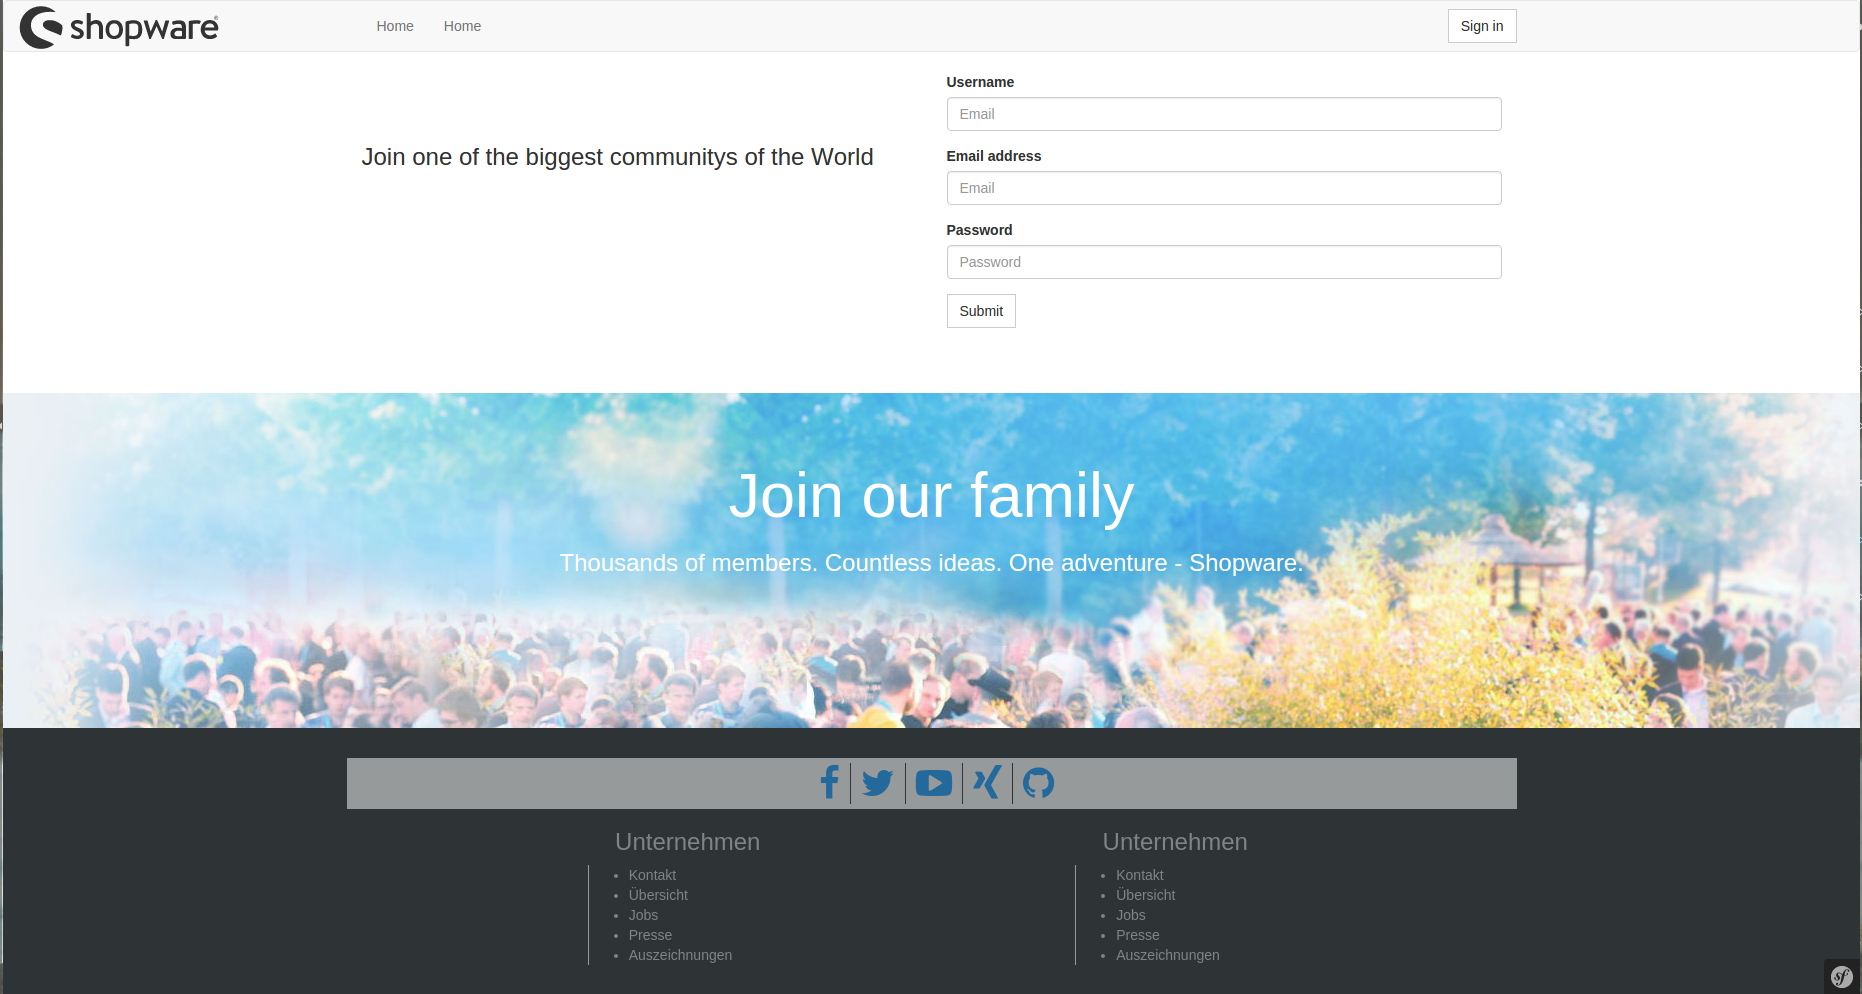 shopware
Home
Home
Sign in
Username
Email
Join one of the biggest communitys of the World
Email address
Email
Password
Password
Submit
Join our family
Thousands of members. Countless ideas. One adventure - Shopware.
Unternehmen
Kontakt
Übersicht
Jobs
Presse
Auszeichnungen
Unternehmen
Kontakt
Übersicht
Jobs
Presse
Auszeichnungen
sf